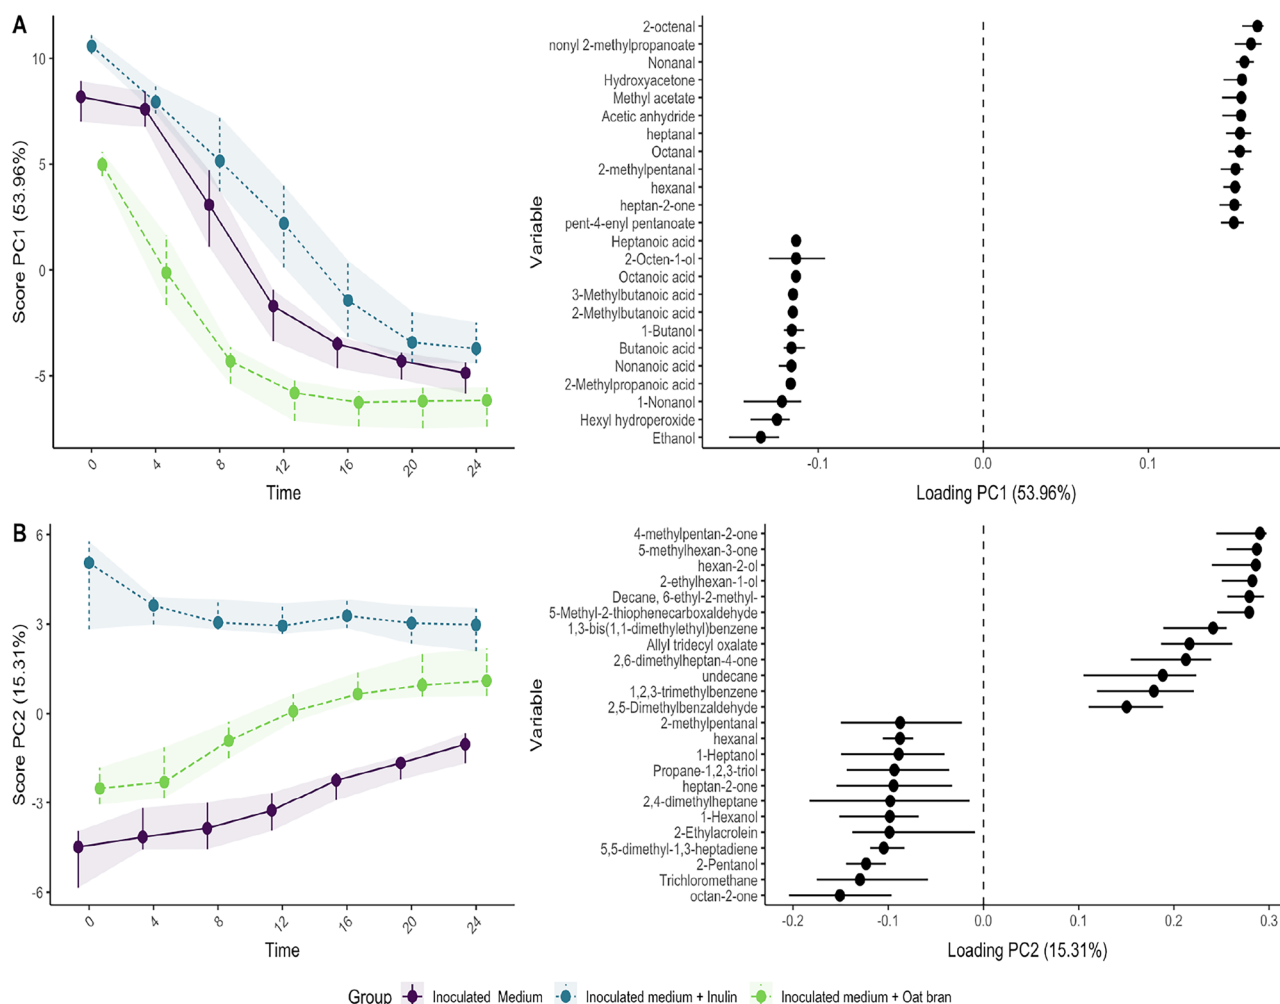 A
Score PC1 (53.96%)
10
5
0
-5
0
4
8
12
16
20
24
Time
Variable
2-octenal
nonyl 2-methylpropanoate
Nonanal
Hydroxyacetone
Methyl acetate
Acetic anhydride
heptanal
Octanal
2-methylpentanal
hexanal
heptan-2-one
pent-4-enyl pentanoate
Heptanoic acid
2-Octen-1-ol
Octanoic acid
3-Methylbutanoic acid
2-Methylbutanoic acid
1-Butanol
Butanoic acid
Nonanoic acid
2-Methylpropanoic acid
1-Nonanol
Hexyl hydroperoxide
Ethanol
-0.1
0.0
0.1
Loading PC1 (53.96%)
B
Score PC2 (15.31%)
6
3
0
-3
-6
0
4
8
12
16
20
24
Time
Variable
4-methylpentan-2-one
5-methylhexan-3-one
hexan-2-ol
2-ethylhexan-1-ol
Decane, 6-ethyl-2-methyl-
5-Methyl-2-thiophenecarboxaldehyde
1,3-bis(1,1-dimethylethyl)benzene
Allyl tridecyl oxalate
2,6-dimethylheptan-4-one
undecane
1,2,3-trimethylbenzene
2,5-Dimethylbenzaldehyde
2-methylpentanal
hexanal
1-Heptanol
Propane-1,2,3-triol
heptan-2-one
2,4-dimethylheptane
1-Hexanol
2-Ethylacrolein
5,5-dimethyl-1,3-heptadiene
2-Pentanol
Trichloromethane
octan-2-one
-0.2
-0.1
0.0
0.1
0.2
0.3
Loading PC2 (15.31%)
Group
Inoculated Medium
Inoculated medium + Inulin
Inoculated medium + Oat bran